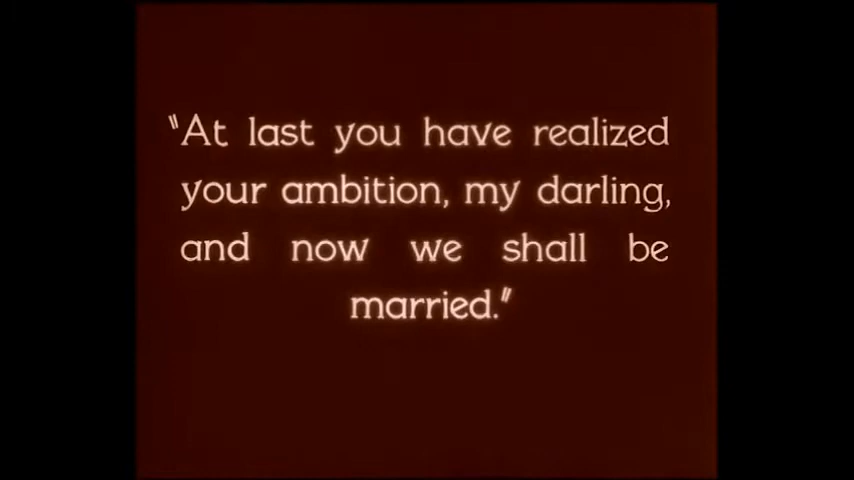 "At last you have realized
your ambition, my darling,
and now we shall be
married."